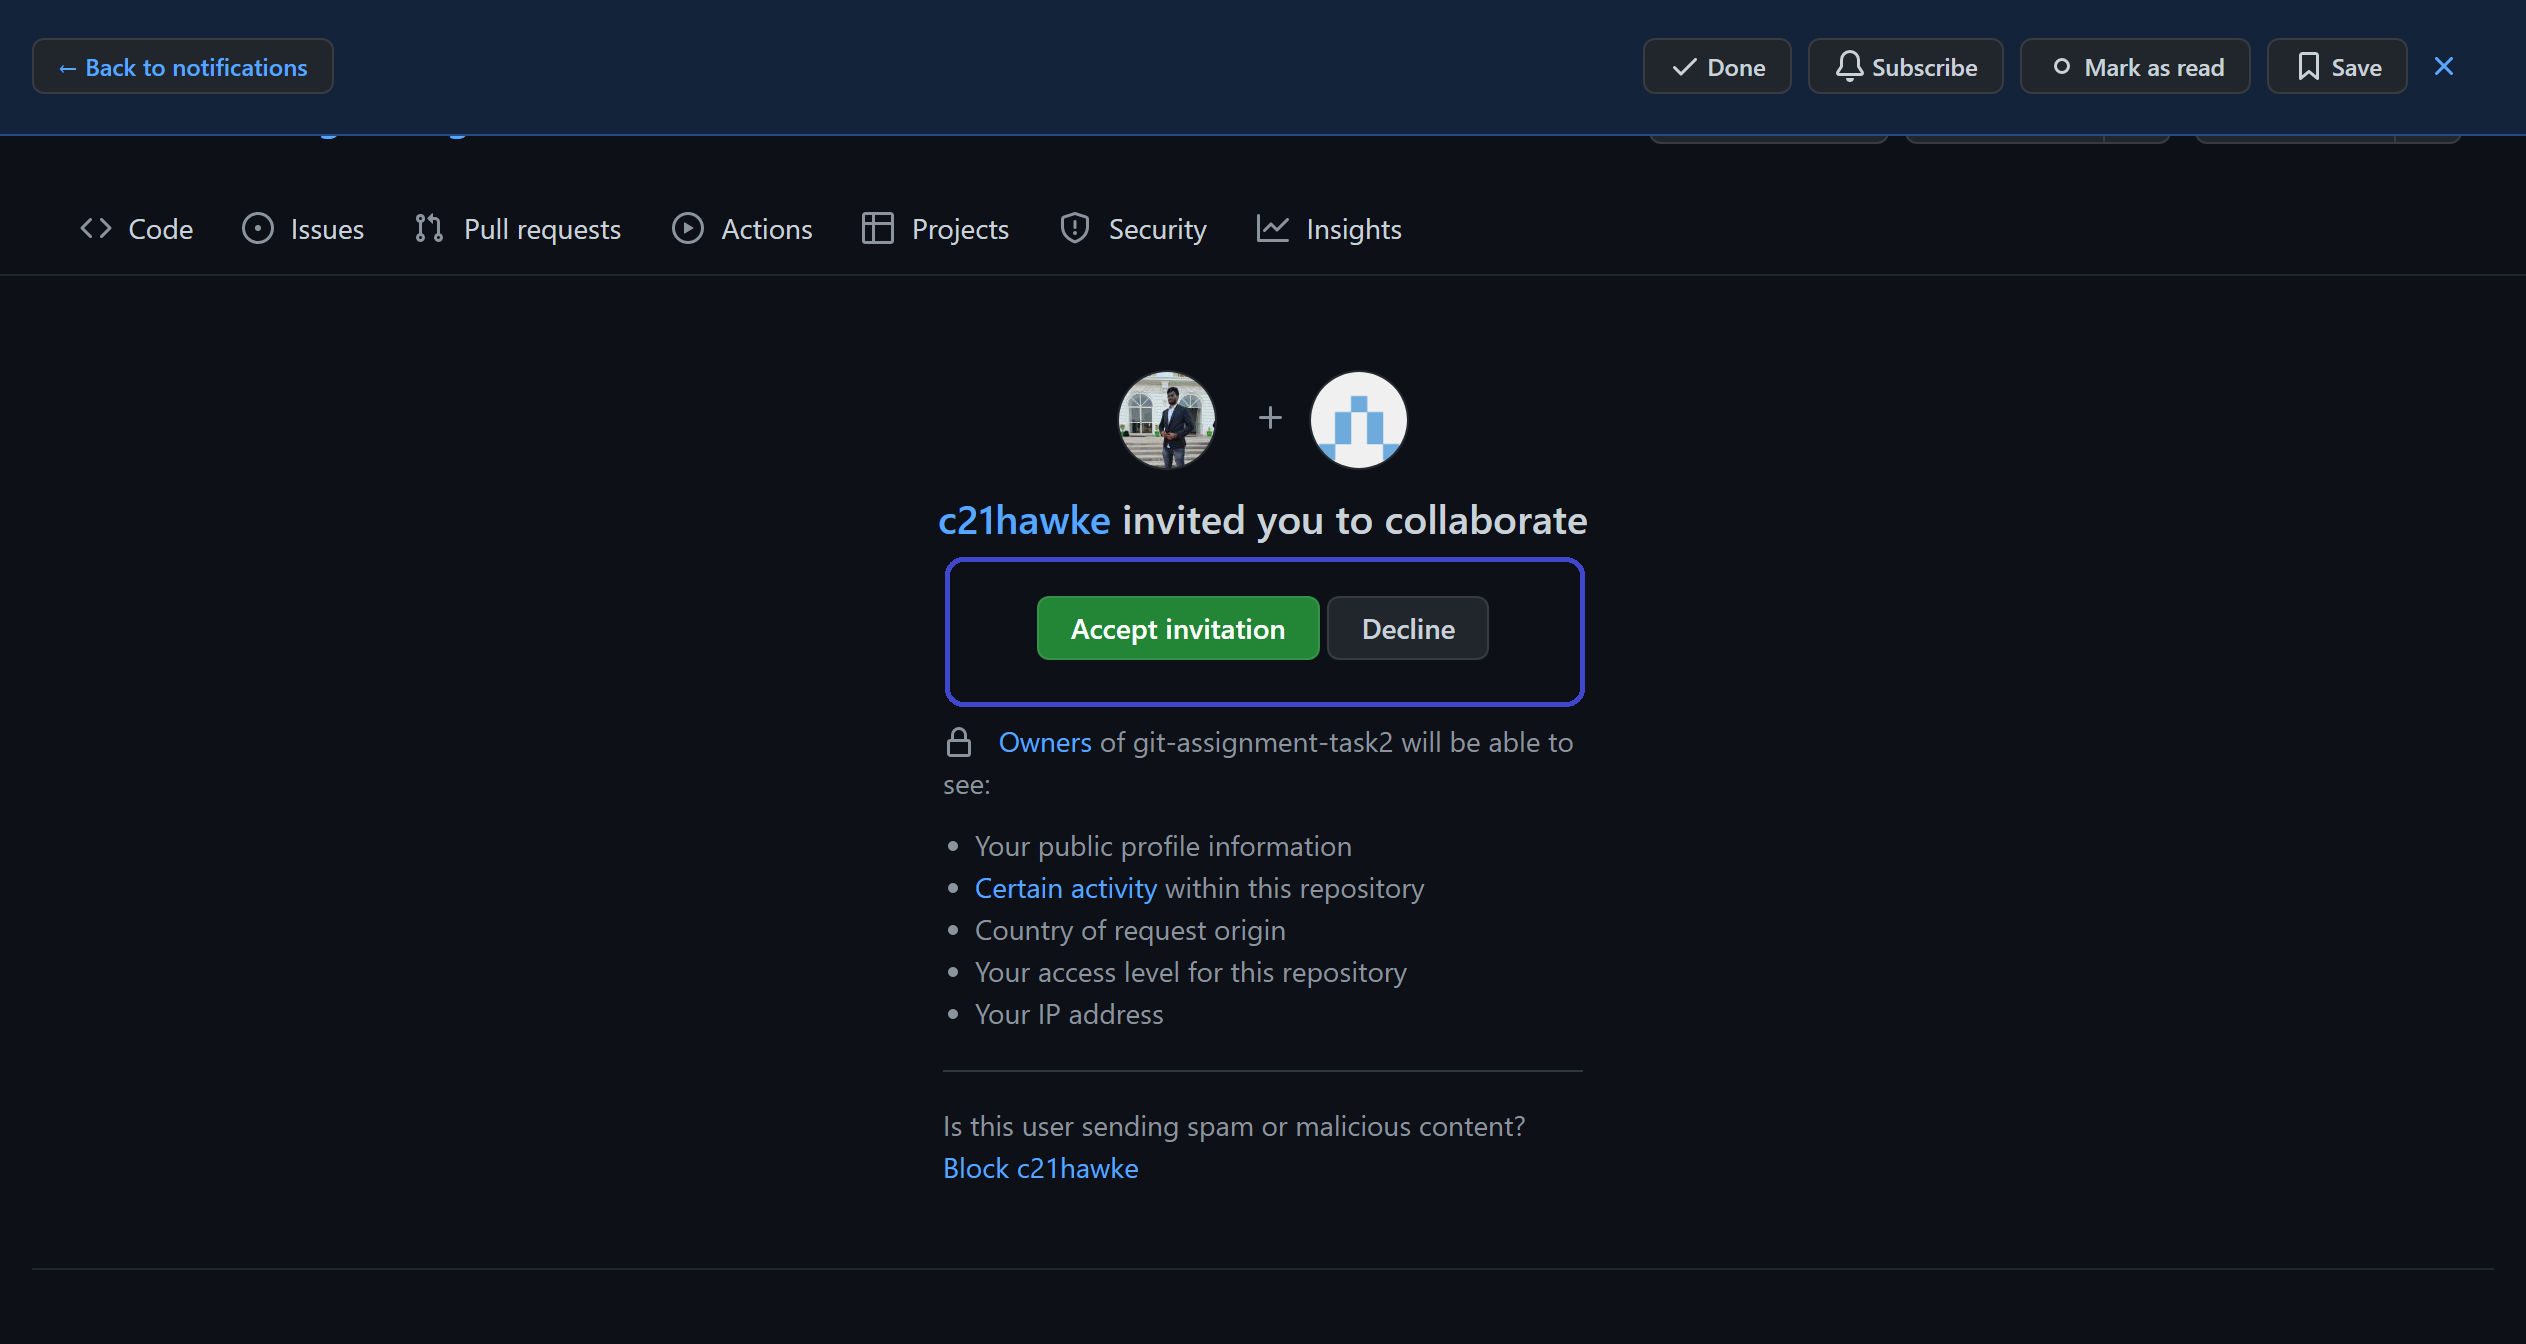 ← Back to notifications
Done
Subscribe
Mark as read
Save
Code
Issues
Pull requests
Actions
Projects
Security
Insights
c21hawke invited you to collaborate
Accept invitation
Decline
Owners of git-assignment-task2 will be able to
see:
Your public profile information
Certain activity within this repository
Country of request origin
Your access level for this repository
Your IP address
Is this user sending spam or malicious content?
Block c21hawke